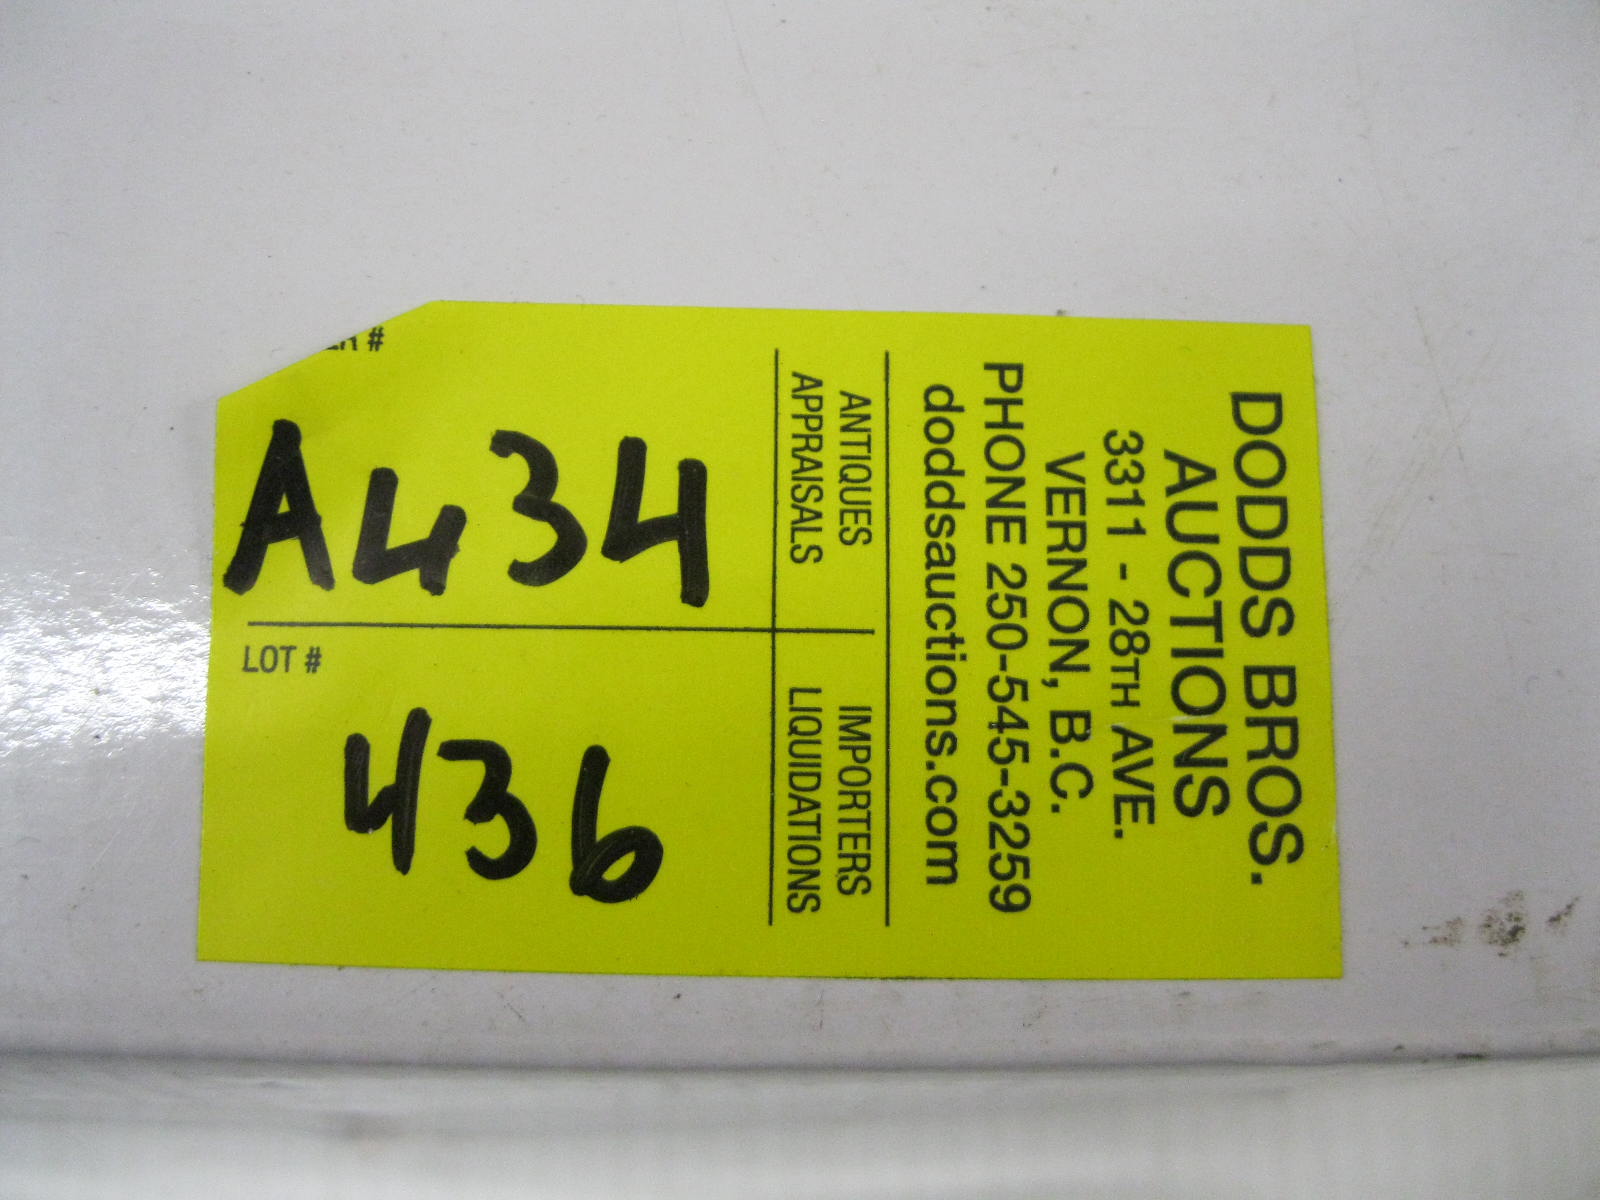 DODDS BROS.
AUCTIONS
3311 - 28TH AVE.
VERNON, B.C.
PHONE 250-545-3259
doddsauctions.com
ANTIQUES
APPRAISALS
IMPORTERS
LIQUIDATIONS
#
A434
LOT #
436